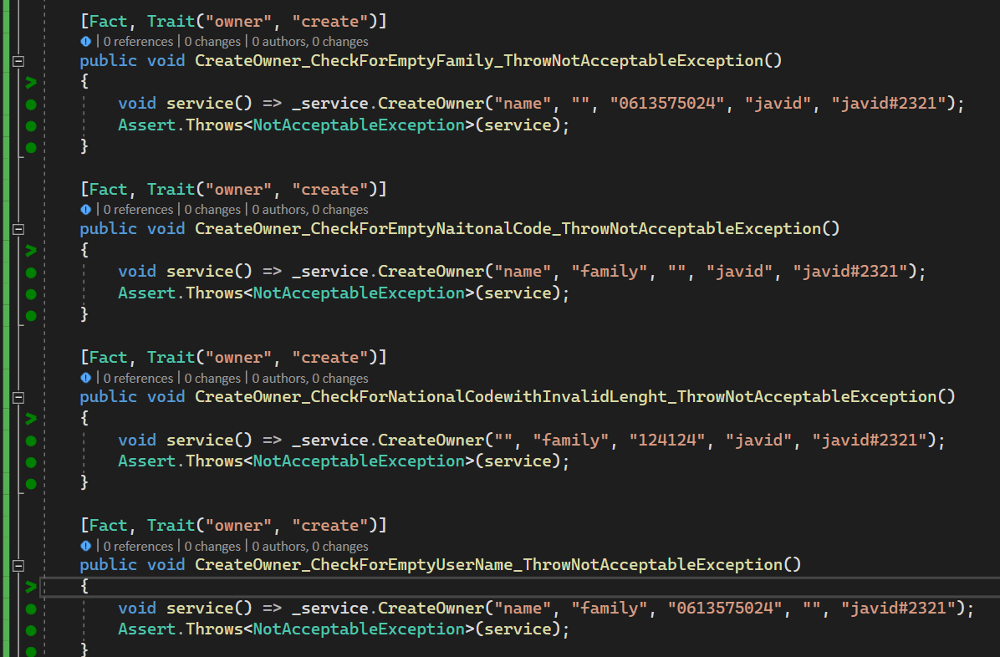 [Fact, Trait("owner", "create")]
| 0 references | 0 changes | 0 authors, 0 changes
public void CreateOwner_CheckForEmptyFamily_ThrowNotAcceptableException()
{
void service() => _service.CreateOwner("name", "", "0613575024", "javid", "javid#2321");
Assert.Throws<NotAcceptableException>(service);
}
[Fact, Trait("owner", "create")]
| 0 references | 0 changes | 0 authors, 0 changes
public void CreateOwner_CheckForEmptyNaitonalCode_ThrowNotAcceptableException()
{
void service() => _service.CreateOwner("name", "family", "", "javid", "javid#2321");
Assert.Throws<NotAcceptableException>(service);
}
[Fact, Trait("owner", "create")]
| 0 references | 0 changes | 0 authors, 0 changes
public void CreateOwner_CheckForNationalCodewithInvalidLenght_ThrowNotAcceptableException()
{
void service() => _service.CreateOwner("", "family", "124124", "javid", "javid#2321");
Assert.Throws<NotAcceptableException>(service);
}
[Fact, Trait("owner", "create")]
| 0 references | 0 changes | 0 authors, 0 changes
public void CreateOwner_CheckForEmptyUserName_ThrowNotAcceptableException()
{
void service() => _service.CreateOwner("name", "family", "0613575024", "", "javid#2321");
Assert.Throws<NotAcceptableException>(service);
}